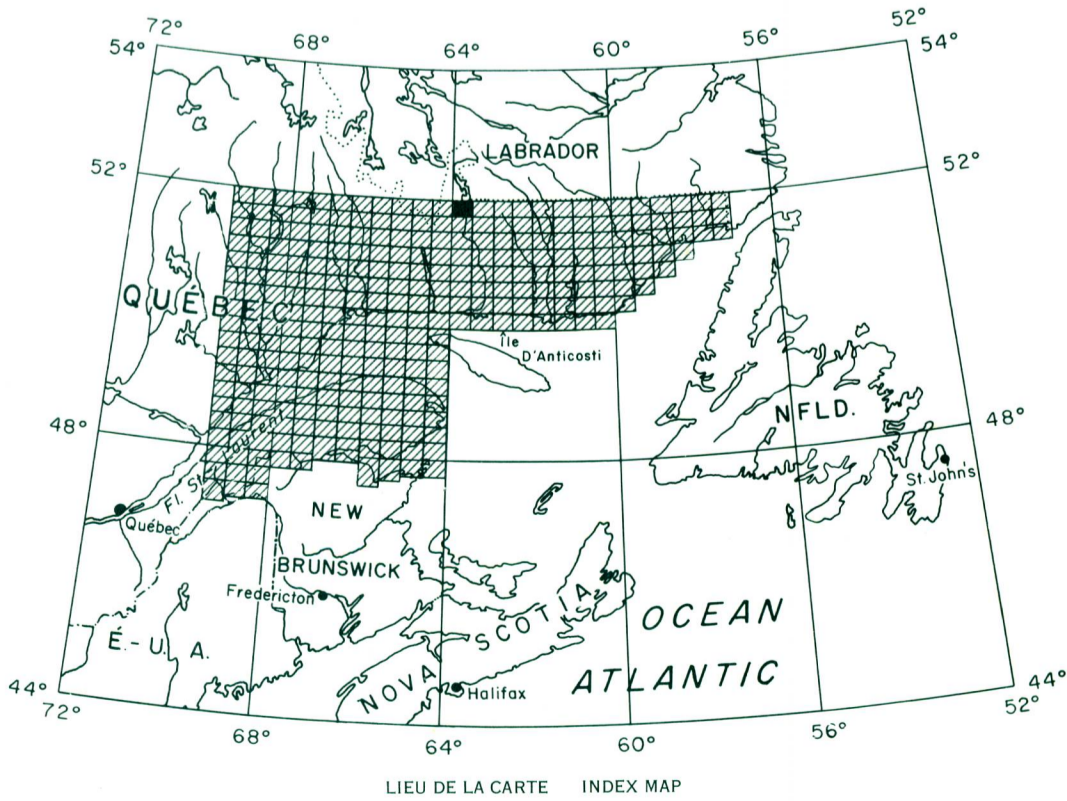 72° 68° 64° 60° 56° 52°
54° 54°
LABRADOR
52° 52°
QUÉBEC
Île
D'Anticosti
NFLD.
48° 48°
Fl. St. Laurent
St. John's
Québec
NEW
BRUNSWICK
Fredericton
NOVA SCOTIA
OCEAN
ATLANTIC
É.-U.A.
Halifax
44° 44°
72° 68° 64° 60° 56° 52°
LIEU DE LA CARTE INDEX MAP